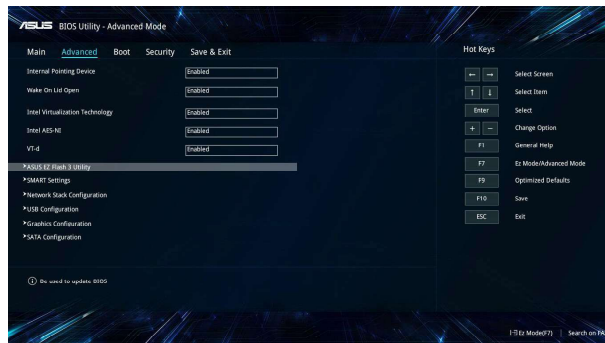 ASUS BIOS Utility - Advanced Mode
Main Advanced Boot Security Save & Exit
Internal Pointing Device Enabled
Wake On Lid Open Enabled
Intel Virtualization Technology Enabled
Intel AES-NI Enabled
VT-d Enabled
ASUS EZ Flash 3 Utility
SMART Settings
Network Stack Configuration
USB Configuration
Graphics Configuration
SATA Configuration
Be used to update BIOS
Hot Keys
← → Select Screen
↑ ↓ Select Item
Enter Select
+ − Change Option
F1 General Help
F7 Ez Mode/Advanced Mode
F9 Optimized Defaults
F10 Save
ESC Exit
Ez Mode(F7) | Search on FA